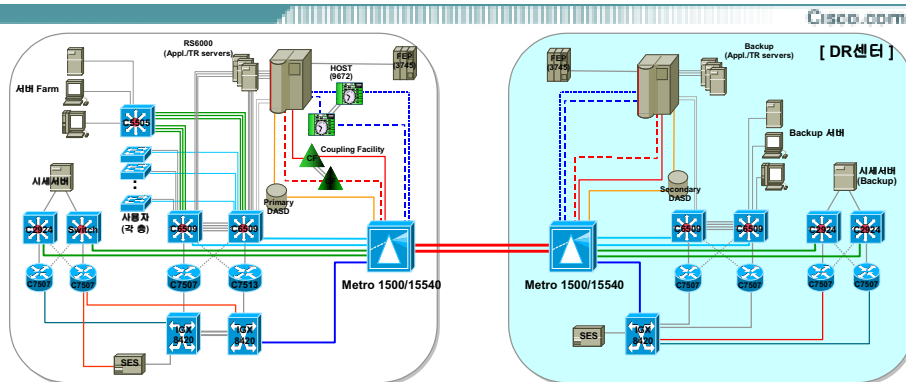 Cisco.com
RS6000
(Appl./TR servers)
HOST
(9672)
FEP
(3745)
서버 Farm
C5505
Coupling Facility
CF
시세서버
사용자
(각 층)
Primary
DASD
C2924
Switch
C6509
C6509
C7507
C7507
C7507
C7513
Metro 1500/15540
IGX
8420
IGX
8420
SES
[ DR센터 ]
FEP
(3745)
Backup
(Appl./TR servers)
Backup 서버
시세서버
(Backup)
Secondary
DASD
C6509
C6509
C2924
C2924
C7507
C7507
C7507
C7507
Metro 1500/15540
IGX
8420
SES